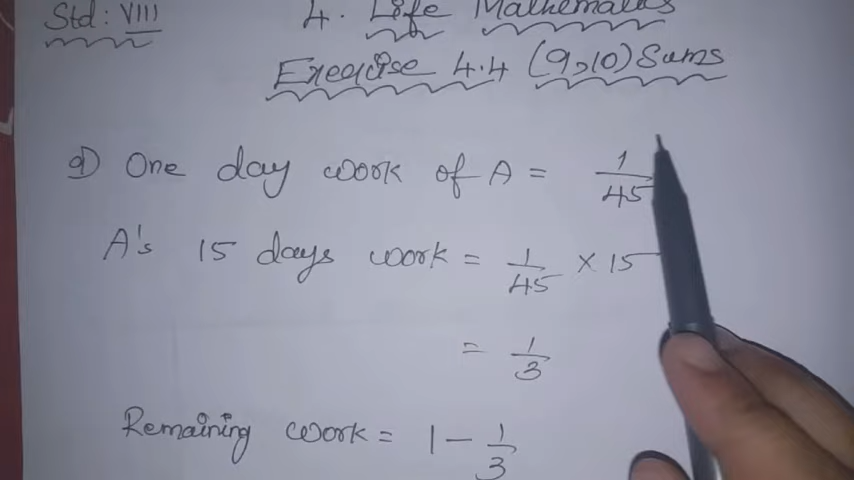 Std: VIII
4. Life Mathematics
Exercise 4.4 (9,10) Sums
9) One day work of A = 1/45
A's 15 days work = 1/45 × 15
= 1/3
Remaining work = 1 - 1/3